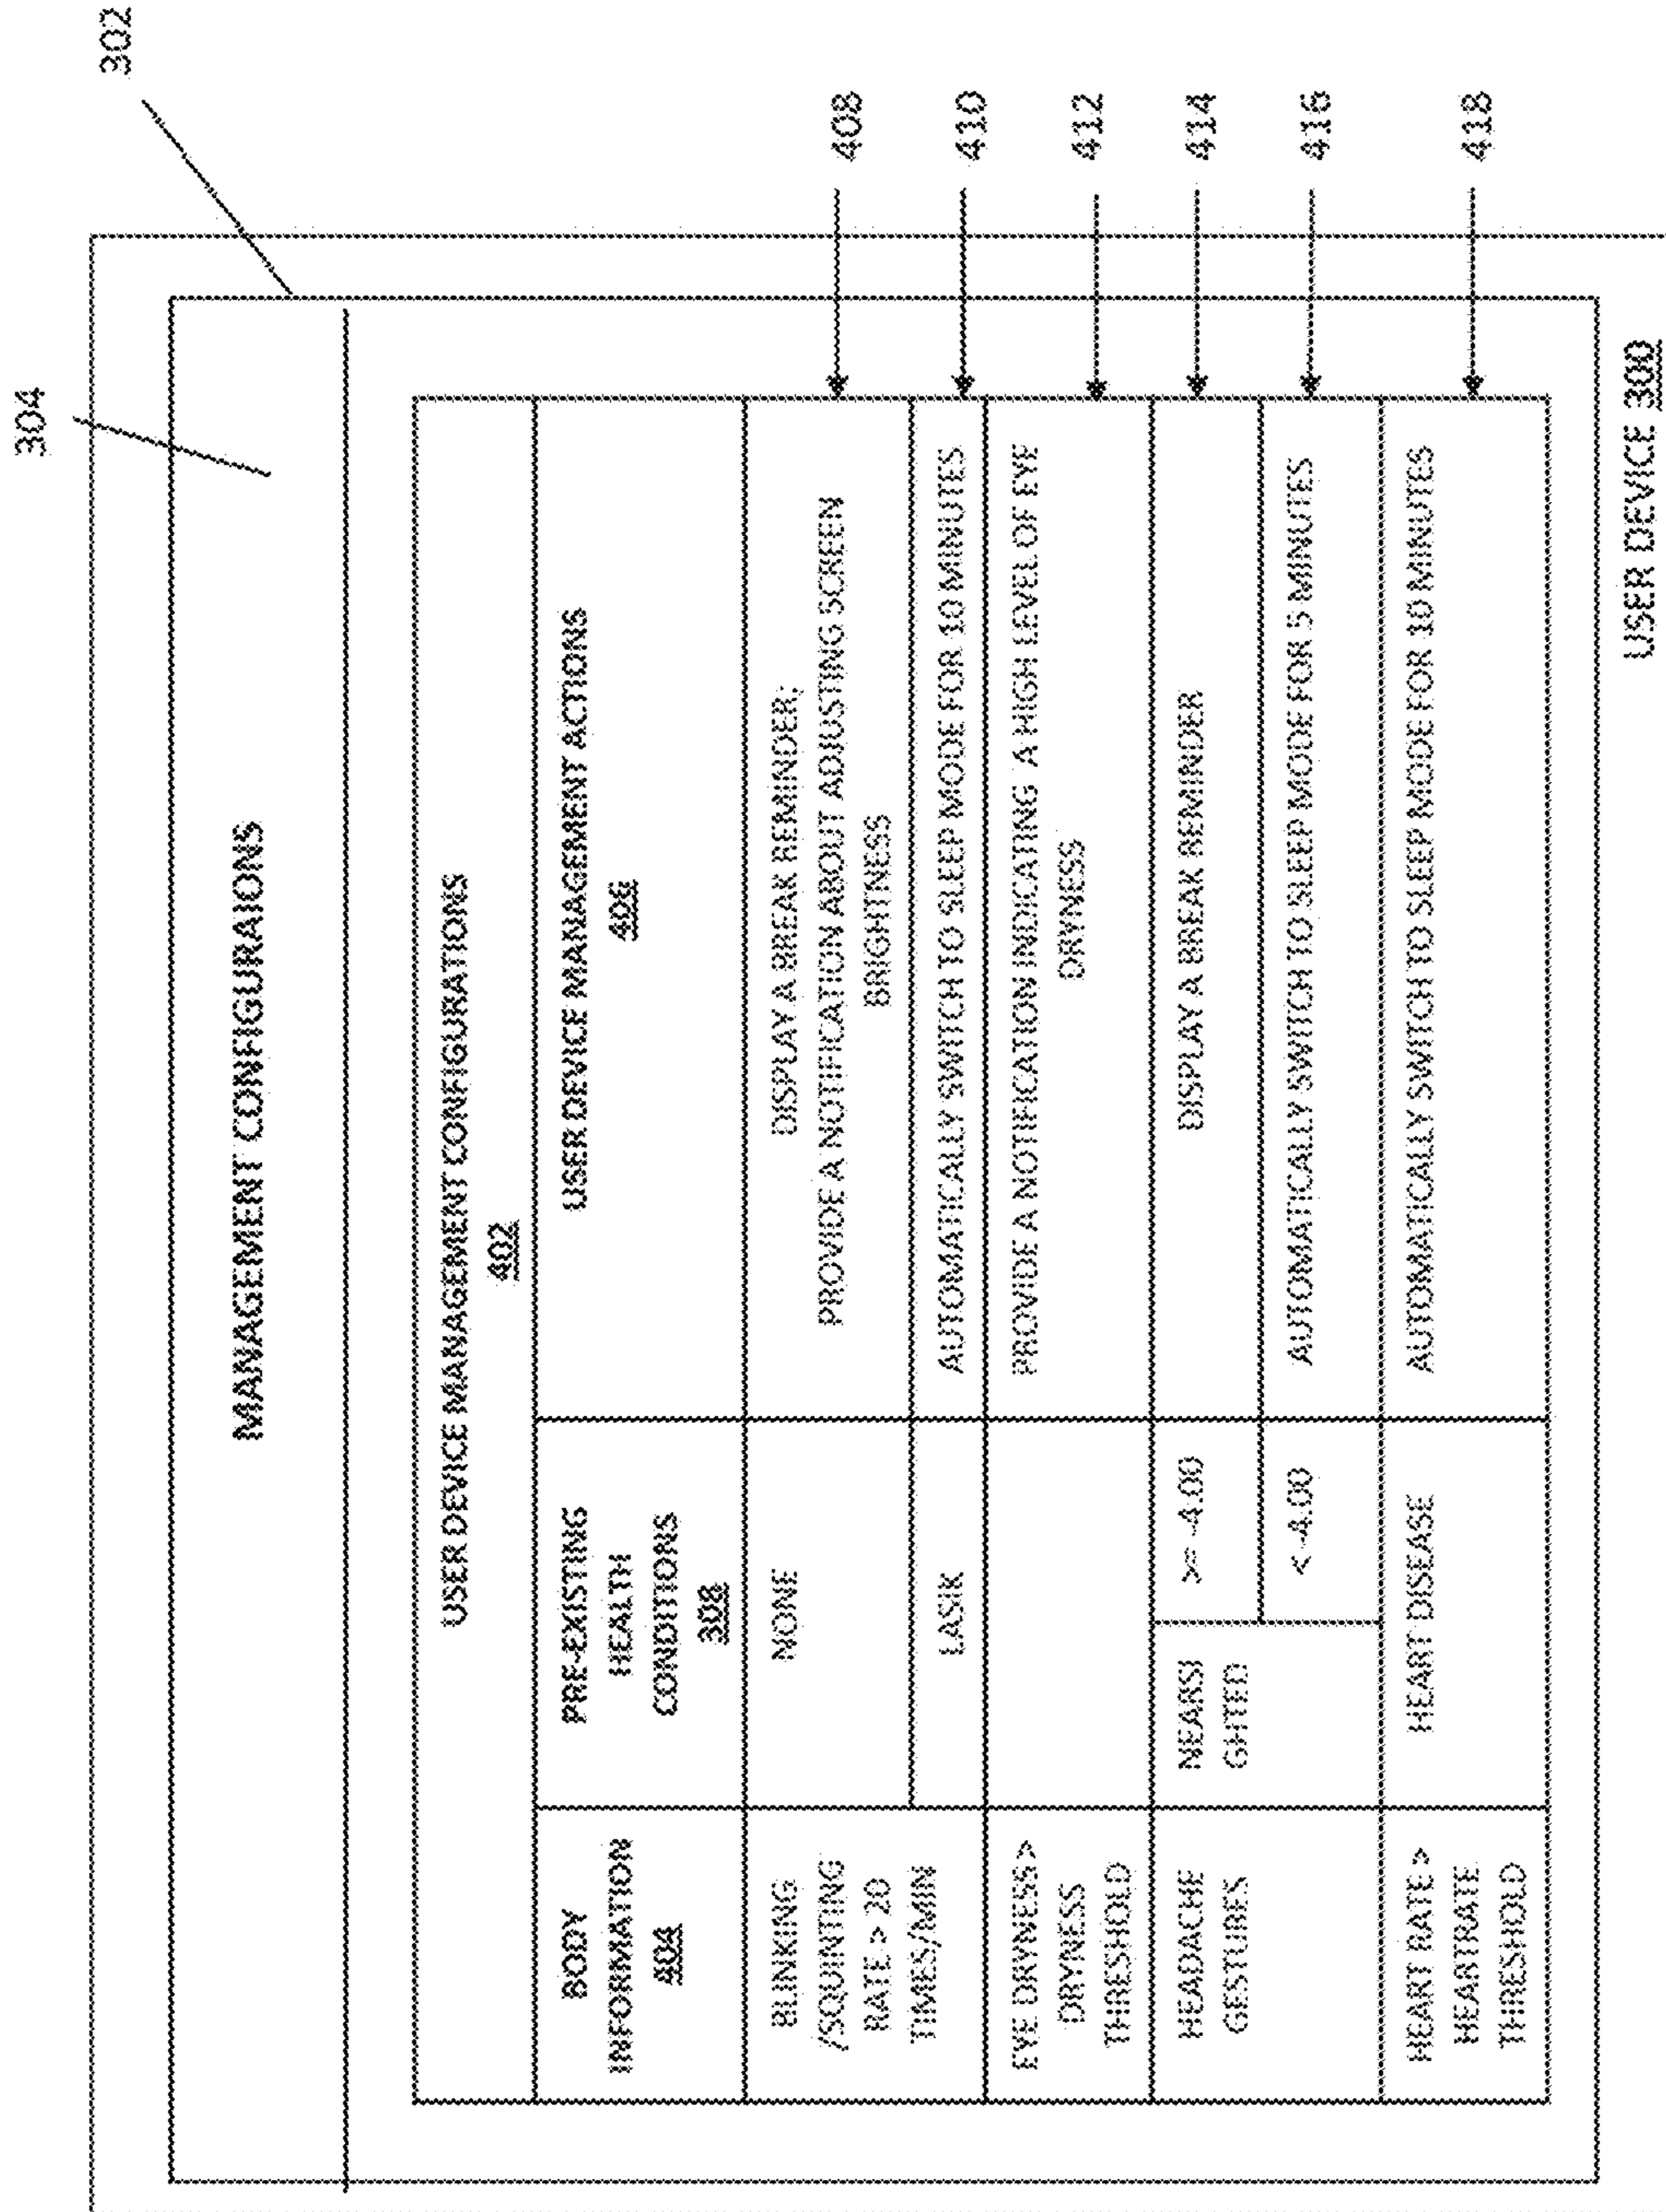 304
302
MANAGEMENT CONFIGURAIONS
USER DEVICE MANAGEMENT CONFIGURATIONS
402
BODY
INFORMATION
404
PRE-EXISTING
HEALTH
CONDITIONS
308
USER DEVICE MANAGEMENT ACTIONS
406
BLINKING
/SQUINTING
RATE > 20
TIMES/MIN
NONE
DISPLAY A BREAK REMINDER;
PROVIDE A NOTIFICATION ABOUT ADJUSTING SCREEN
BRIGHTNESS
408
LASIK
AUTOMATICALLY SWITCH TO SLEEP MODE FOR 10 MINUTES
410
EYE DRYNESS >
DRYNESS
THRESHOLD
PROVIDE A NOTIFICATION INDICATING A HIGH LEVEL OF EYE
DRYNESS
412
HEADACHE
GESTURES
NEARSI
GHTED
>= -4.00
DISPLAY A BREAK REMINDER
414
< -4.00
AUTOMATICALLY SWITCH TO SLEEP MODE FOR 5 MINUTES
416
HEART RATE >
HEARTRATE
THRESHOLD
HEART DISEASE
AUTOMATICALLY SWITCH TO SLEEP MODE FOR 10 MINUTES
418
USER DEVICE 300